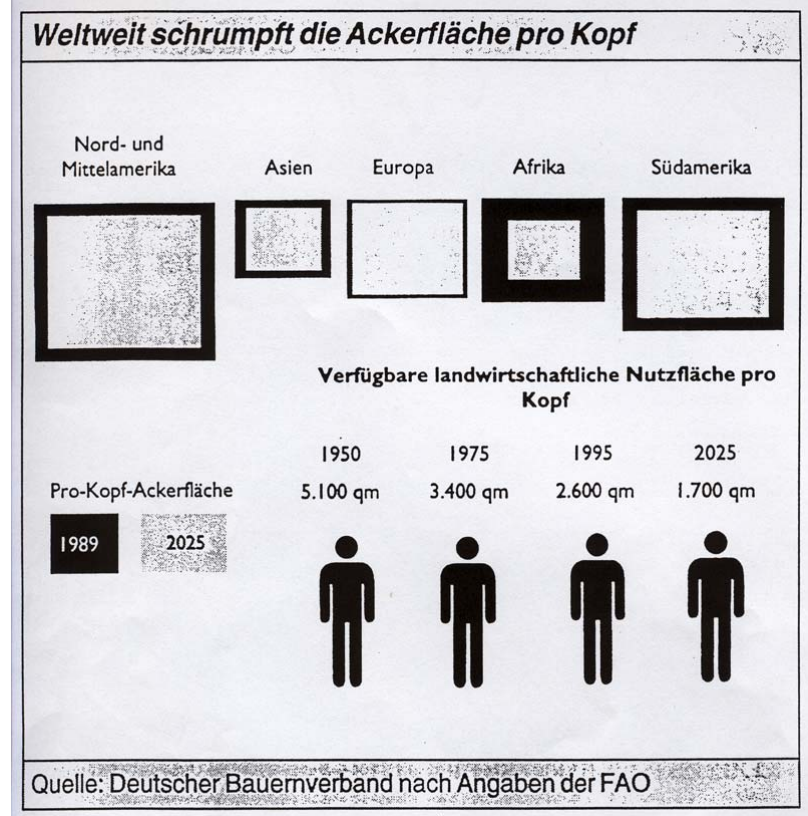 Weltweit schrumpft die Ackerfläche pro Kopf
Nord- und
Mittelamerika
Asien
Europa
Afrika
Südamerika
Verfügbare landwirtschaftliche Nutzfläche pro
Kopf
1950
1975
1995
2025
5.100 qm
3.400 qm
2.600 qm
1.700 qm
Pro-Kopf-Ackerfläche
1989
2025
Quelle: Deutscher Bauernverband nach Angaben der FAO